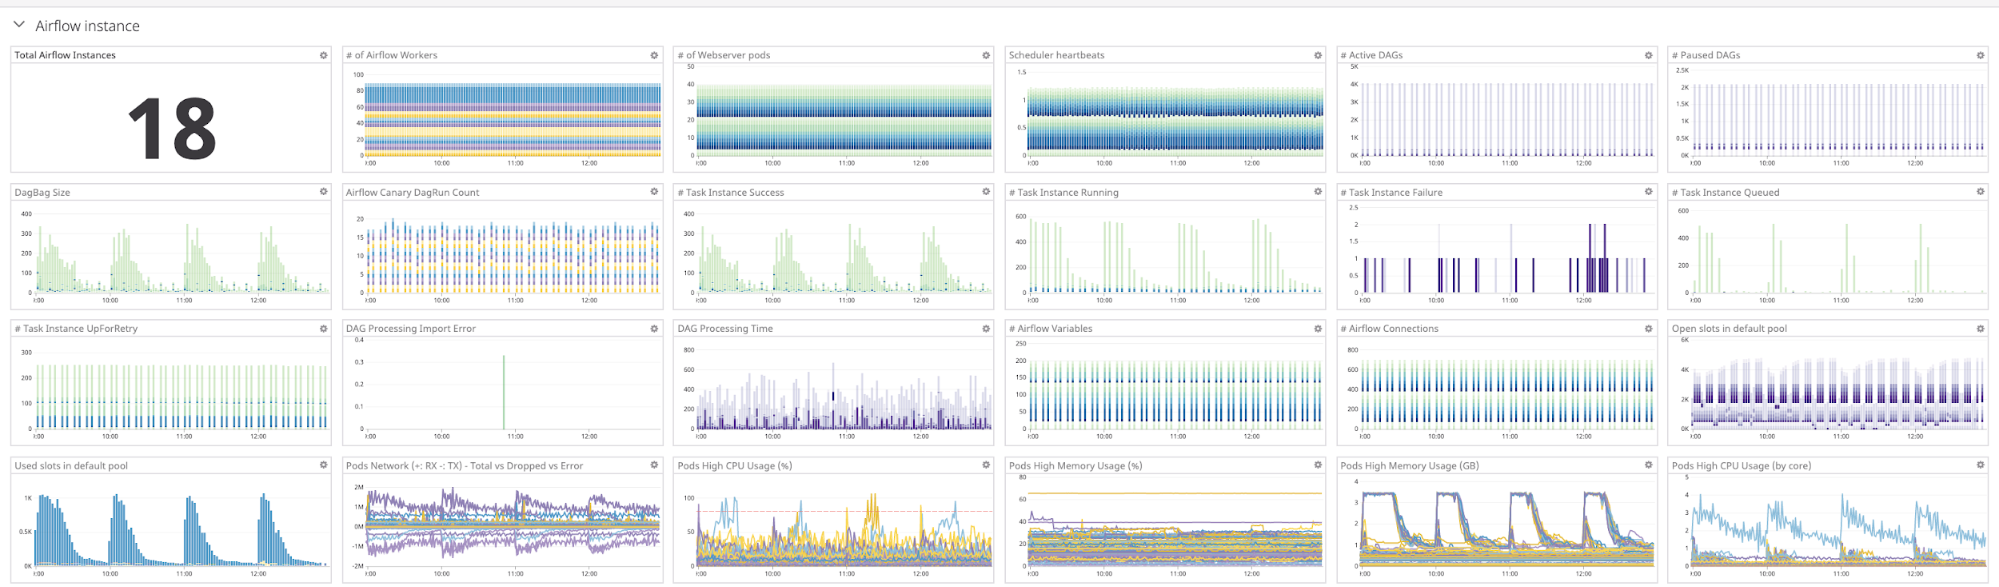 Airflow instance
Total Airflow Instances
# of Airflow Workers
# of Webserver pods
Scheduler heartbeats
# Active DAGs
# Paused DAGs
18
100
80
60
40
20
0
10:00 11:00 12:00
50
40
30
20
10
0
10:00 11:00 12:00
1.5
1
0.5
0
10:00 11:00 12:00
5K
4K
3K
2K
1K
0K
10:00 11:00 12:00
2.5K
2K
1.5K
1K
0.5K
0K
10:00 11:00 12:00
DagBag Size
Airflow Canary DagRun Count
# Task Instance Success
# Task Instance Running
# Task Instance Failure
# Task Instance Queued
400
300
200
100
0
10:00 11:00 12:00
20
15
10
5
0
10:00 11:00 12:00
400
300
200
100
0
10:00 11:00 12:00
600
400
200
0
10:00 11:00 12:00
2.5
2
1.5
1
0.5
0
10:00 11:00 12:00
600
400
200
0
10:00 11:00 12:00
# Task Instance UpForRetry
DAG Processing Import Error
DAG Processing Time
# Airflow Variables
# Airflow Connections
Open slots in default pool
300
200
100
0
10:00 11:00 12:00
0.4
0.3
0.2
0.1
0
11:00 12:00
800
600
400
200
0
10:00 11:00 12:00
250
200
150
100
50
0
10:00 11:00 12:00
800
600
400
200
0
10:00 11:00 12:00
6K
4K
2K
0K
10:00 11:00 12:00
Used slots in default pool
Pods Network (+: RX -: TX) - Total vs Dropped vs Error
Pods High CPU Usage (%)
Pods High Memory Usage (%)
Pods High Memory Usage (GB)
Pods High CPU Usage (by core)
1K
0.5K
0K
10:00 11:00 12:00
2M
1M
0M
-1M
-2M
10:00 11:00 12:00
100
50
0
10:00 11:00 12:00
80
60
40
20
0
10:00 11:00 12:00
4
3
2
1
0
10:00 11:00 12:00
5
4
3
2
1
0
10:00 11:00 12:00